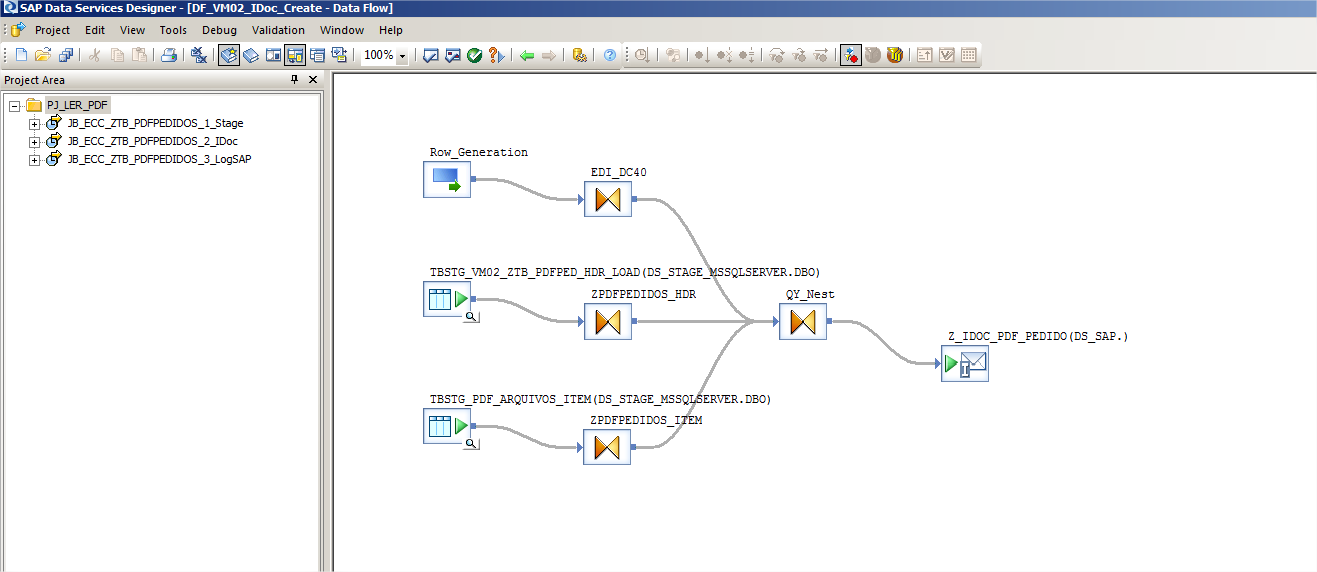 SAP Data Services Designer - [DF_VM02_IDoc_Create - Data Flow]
Project Edit View Tools Debug Validation Window Help
100%
Project Area
PJ_LER_PDF
JB_ECC_ZTB_PDFPEDIDOS_1_Stage
JB_ECC_ZTB_PDFPEDIDOS_2_IDoc
JB_ECC_ZTB_PDFPEDIDOS_3_LogSAP
Row_Generation
EDI_DC40
TBSTG_VM02_ZTB_PDFPED_HDR_LOAD(DS_STAGE_MSSQLSERVER.DBO)
ZPDFPEDIDOS_HDR
QY_Nest
Z_IDOC_PDF_PEDIDO(DS_SAP.)
TBSTG_PDF_ARQUIVOS_ITEM(DS_STAGE_MSSQLSERVER.DBO)
ZPDFPEDIDOS_ITEM